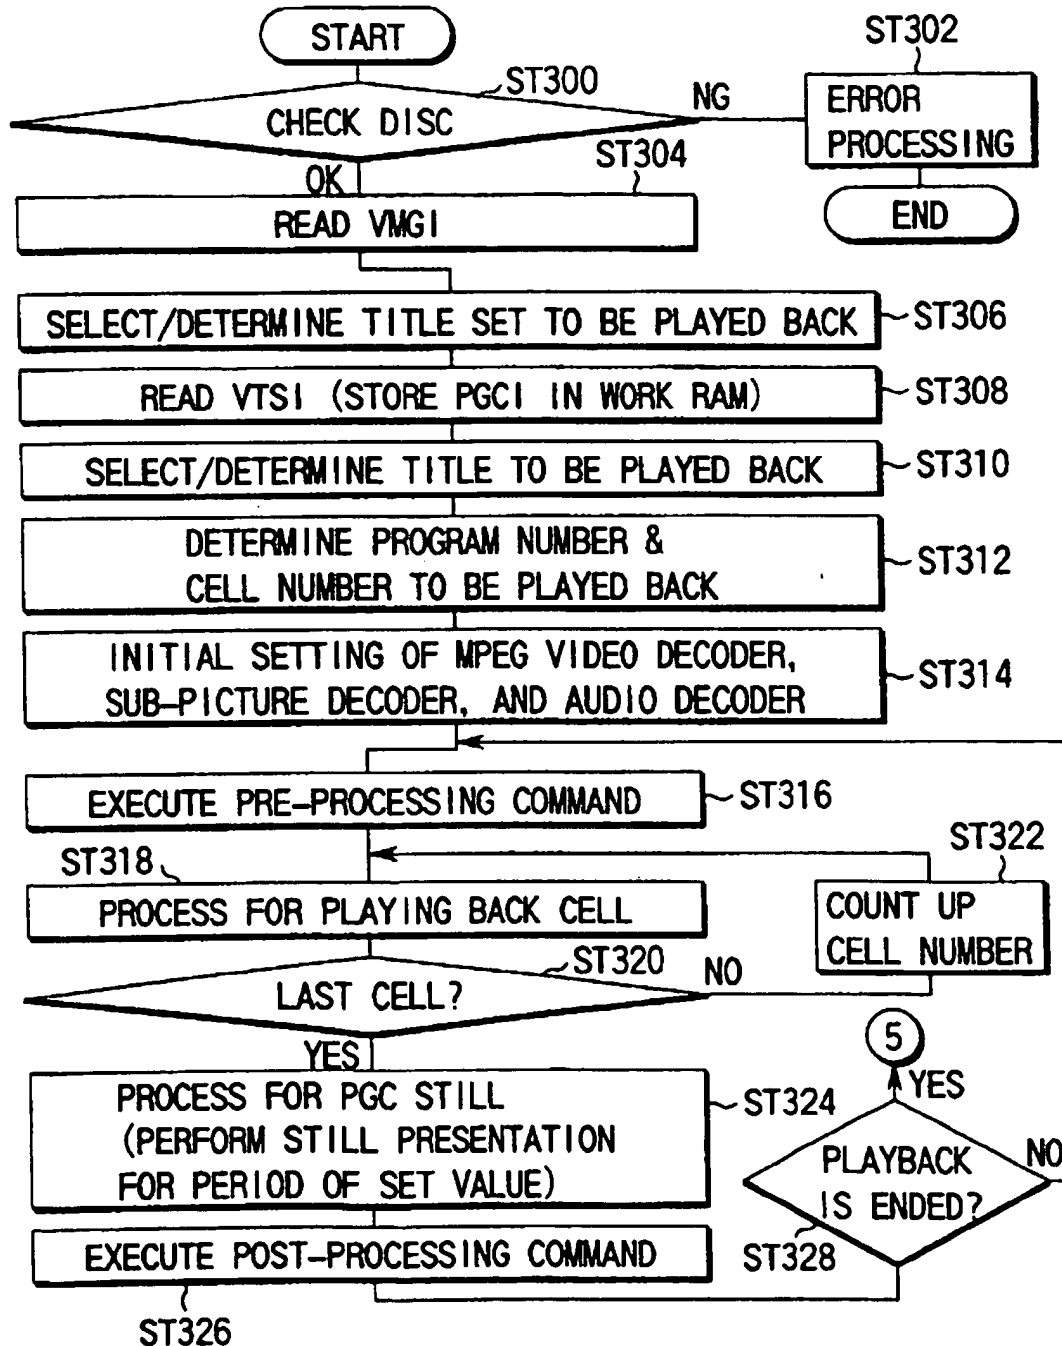 START
ST302
ST300
CHECK DISC
NG
ERROR
PROCESSING
ST304
OK
END
READ VMGI
SELECT/DETERMINE TITLE SET TO BE PLAYED BACK
ST306
READ VTSI (STORE PGCI IN WORK RAM)
ST308
SELECT/DETERMINE TITLE TO BE PLAYED BACK
ST310
DETERMINE PROGRAM NUMBER &
CELL NUMBER TO BE PLAYED BACK
ST312
INITIAL SETTING OF MPEG VIDEO DECODER,
SUB-PICTURE DECODER, AND AUDIO DECODER
ST314
EXECUTE PRE-PROCESSING COMMAND
ST316
ST318
ST322
PROCESS FOR PLAYING BACK CELL
COUNT UP
CELL NUMBER
ST320
LAST CELL?
NO
YES
5
YES
PROCESS FOR PGC STILL
(PERFORM STILL PRESENTATION
FOR PERIOD OF SET VALUE)
ST324
PLAYBACK
IS ENDED?
NO
ST328
EXECUTE POST-PROCESSING COMMAND
ST326